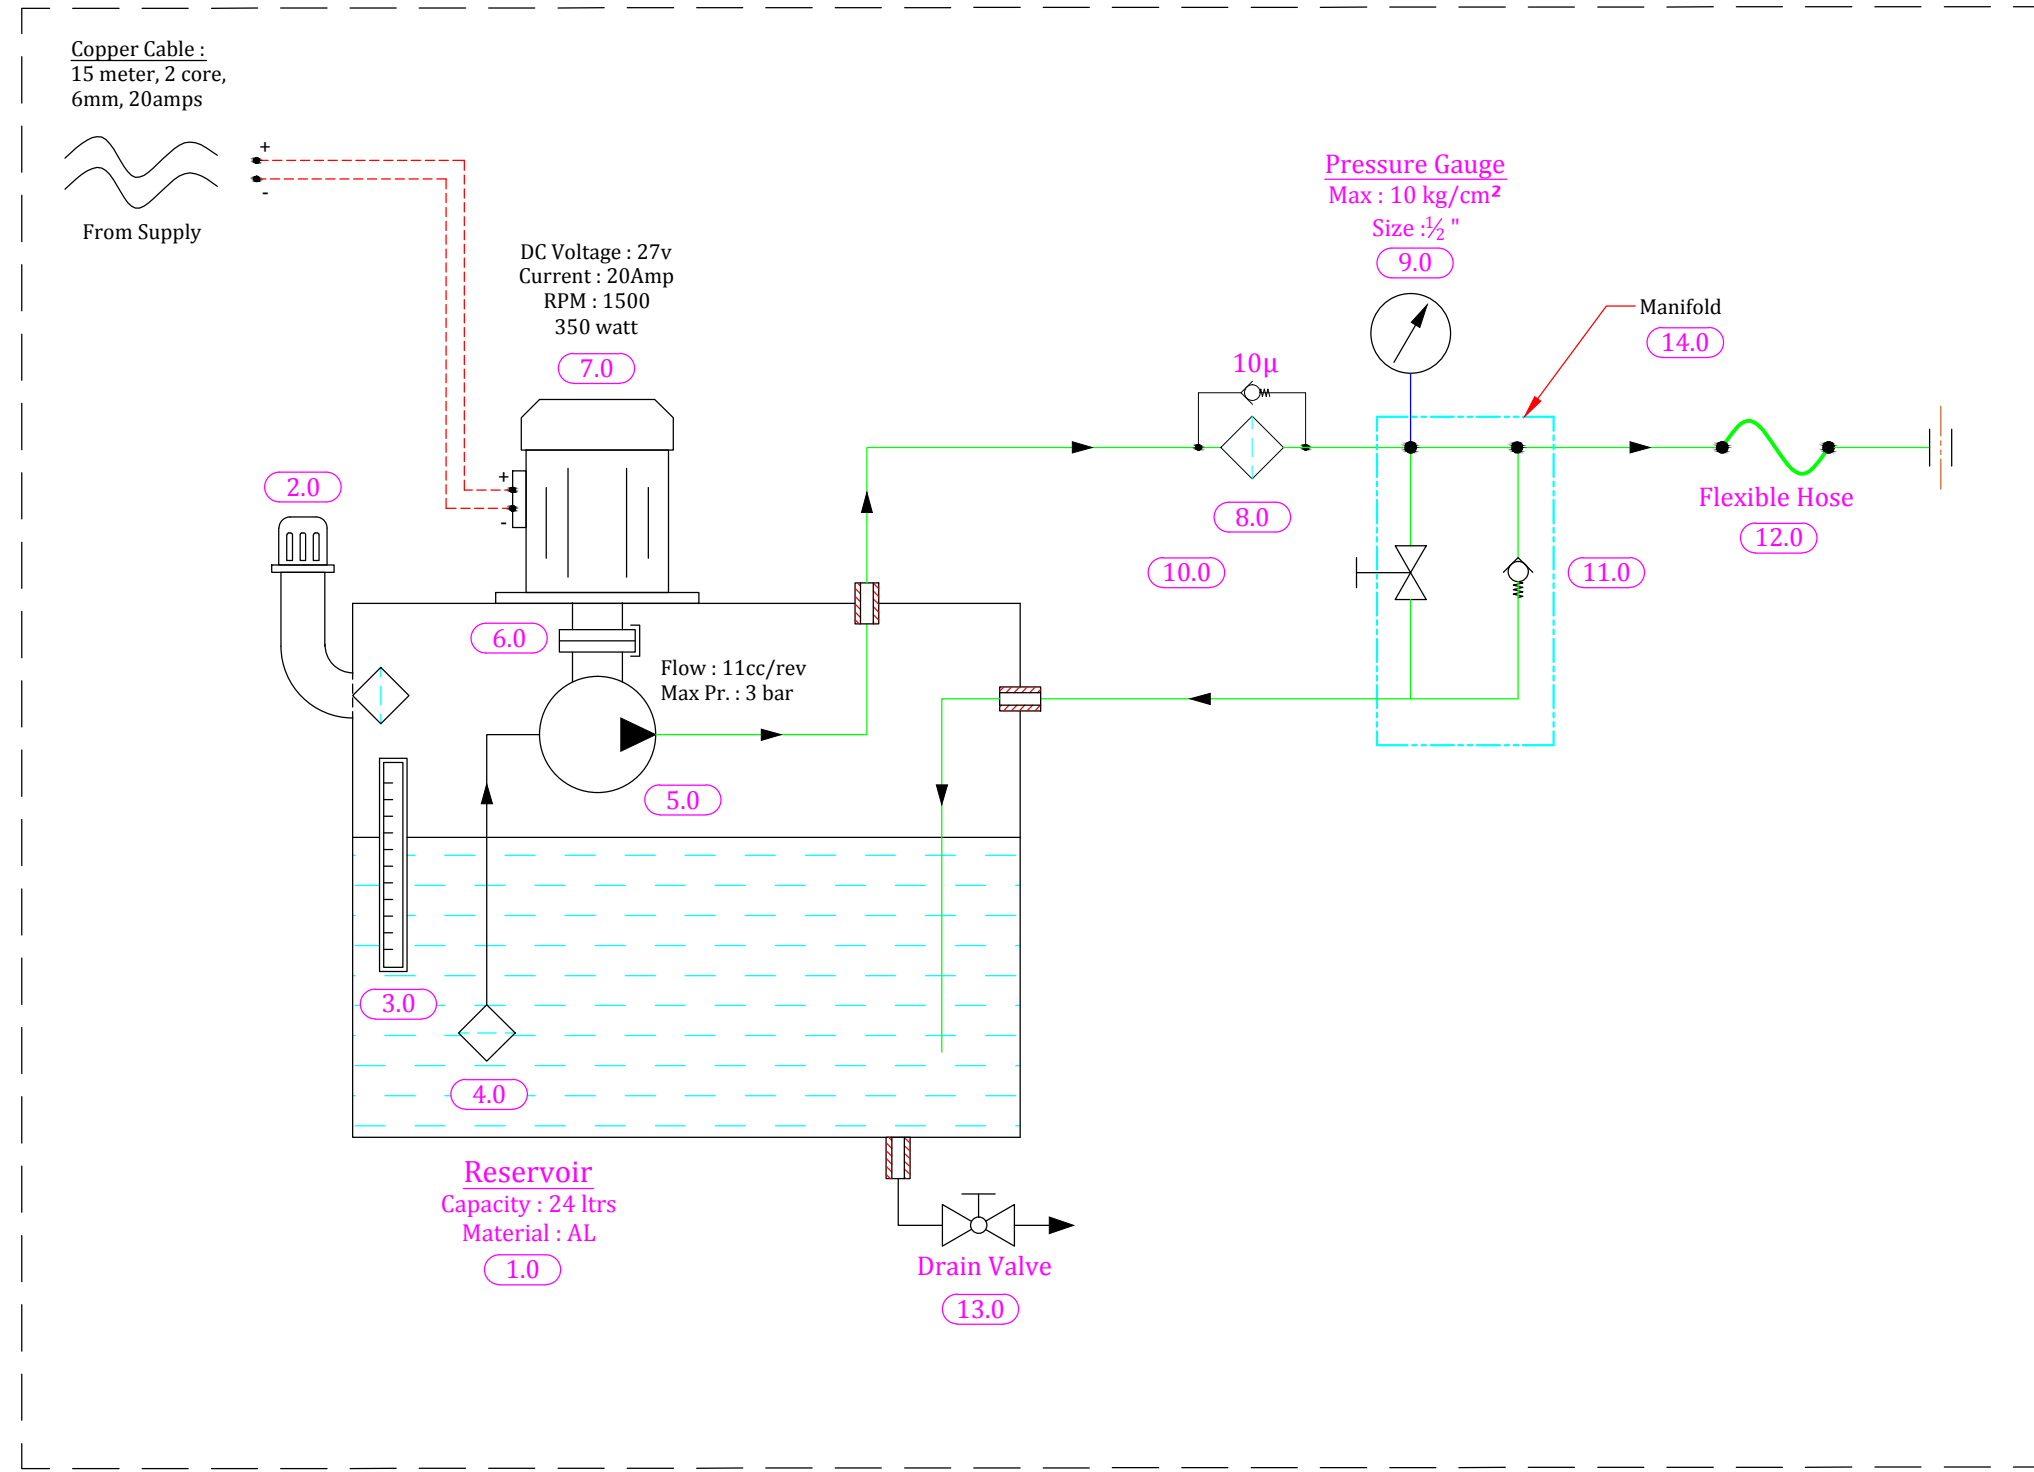 Copper Cable :
15 meter, 2 core,
6mm, 20amps
+
-
From Supply
DC Voltage : 27v
Current : 20Amp
RPM : 1500
350 watt
7.0
+
-
2.0
6.0
Flow : 11cc/rev
Max Pr. : 3 bar
5.0
3.0
4.0
Reservoir
Capacity : 24 ltrs
Material : AL
1.0
Drain Valve
13.0
10µ
8.0
Pressure Gauge
Max : 10 kg/cm²
Size :½ "
9.0
Manifold
14.0
10.0
11.0
Flexible Hose
12.0